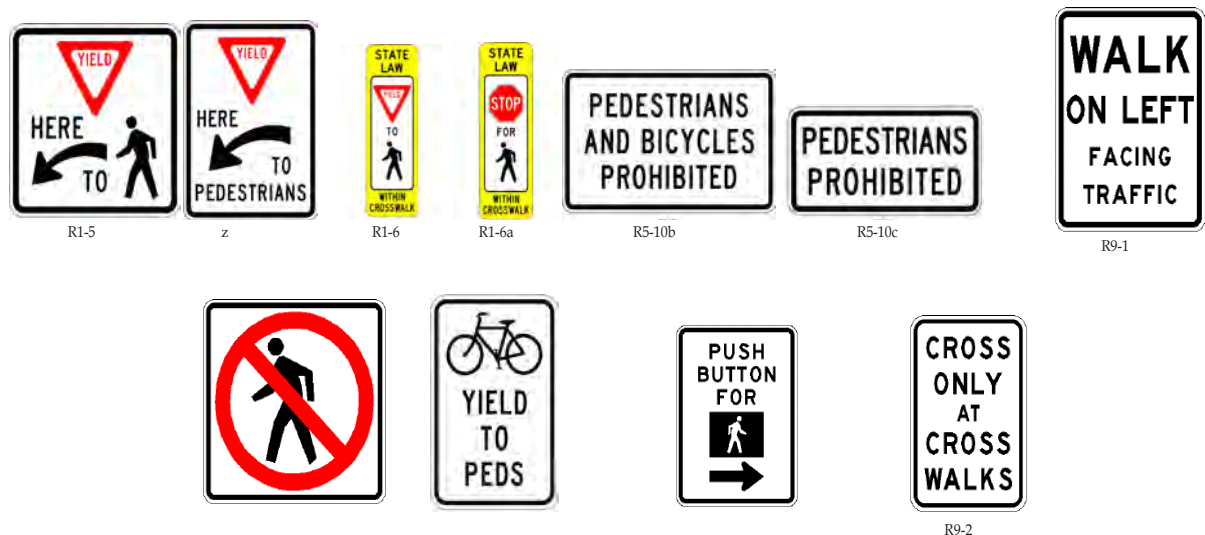 YIELD
HERE
TO
YIELD
HERE
TO
PEDESTRIANS
STATE
LAW
YIELD
TO
WITHIN
CROSSWALK
STATE
LAW
STOP
FOR
WITHIN
CROSSWALK
PEDESTRIANS
AND BICYCLES
PROHIBITED
PEDESTRIANS
PROHIBITED
WALK
ON LEFT
FACING
TRAFFIC
R1-5
z
R1-6
R1-6a
R5-10b
R5-10c
R9-1
YIELD
TO
PEDS
PUSH
BUTTON
FOR
CROSS
ONLY
AT
CROSS
WALKS
R9-2